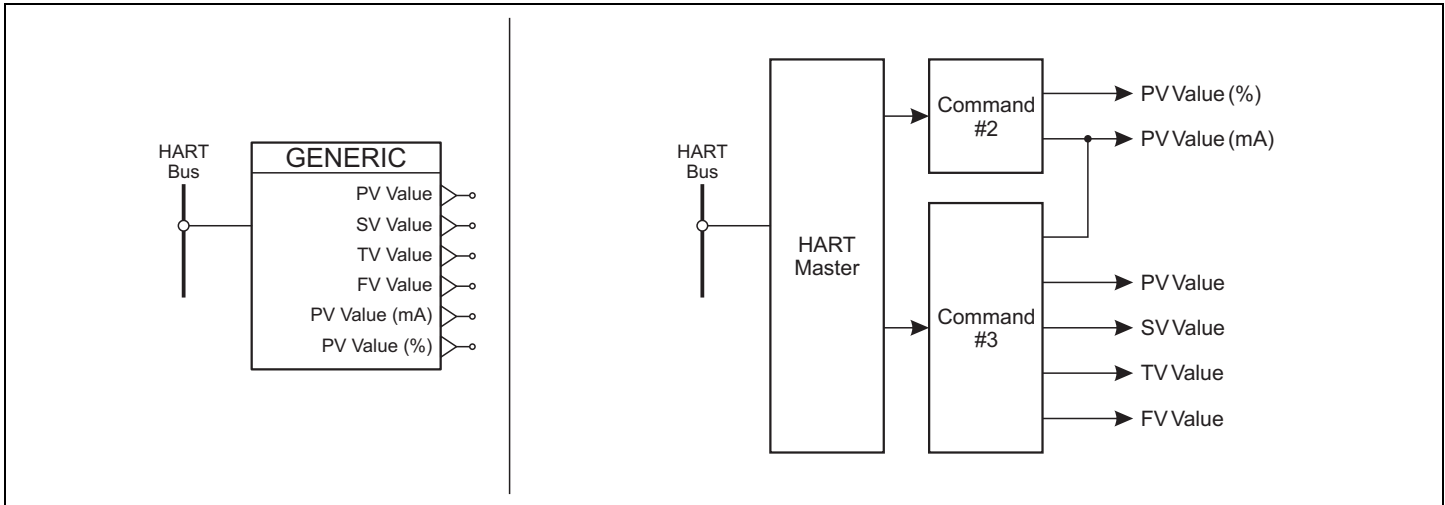 HART
Bus
GENERIC
PV Value
SV Value
TV Value
FV Value
PV Value (mA)
PV Value (%)
HART
Bus
HART
Master
Command
#2
PV Value (%)
PV Value (mA)
Command
#3
PV Value
SV Value
TV Value
FV Value